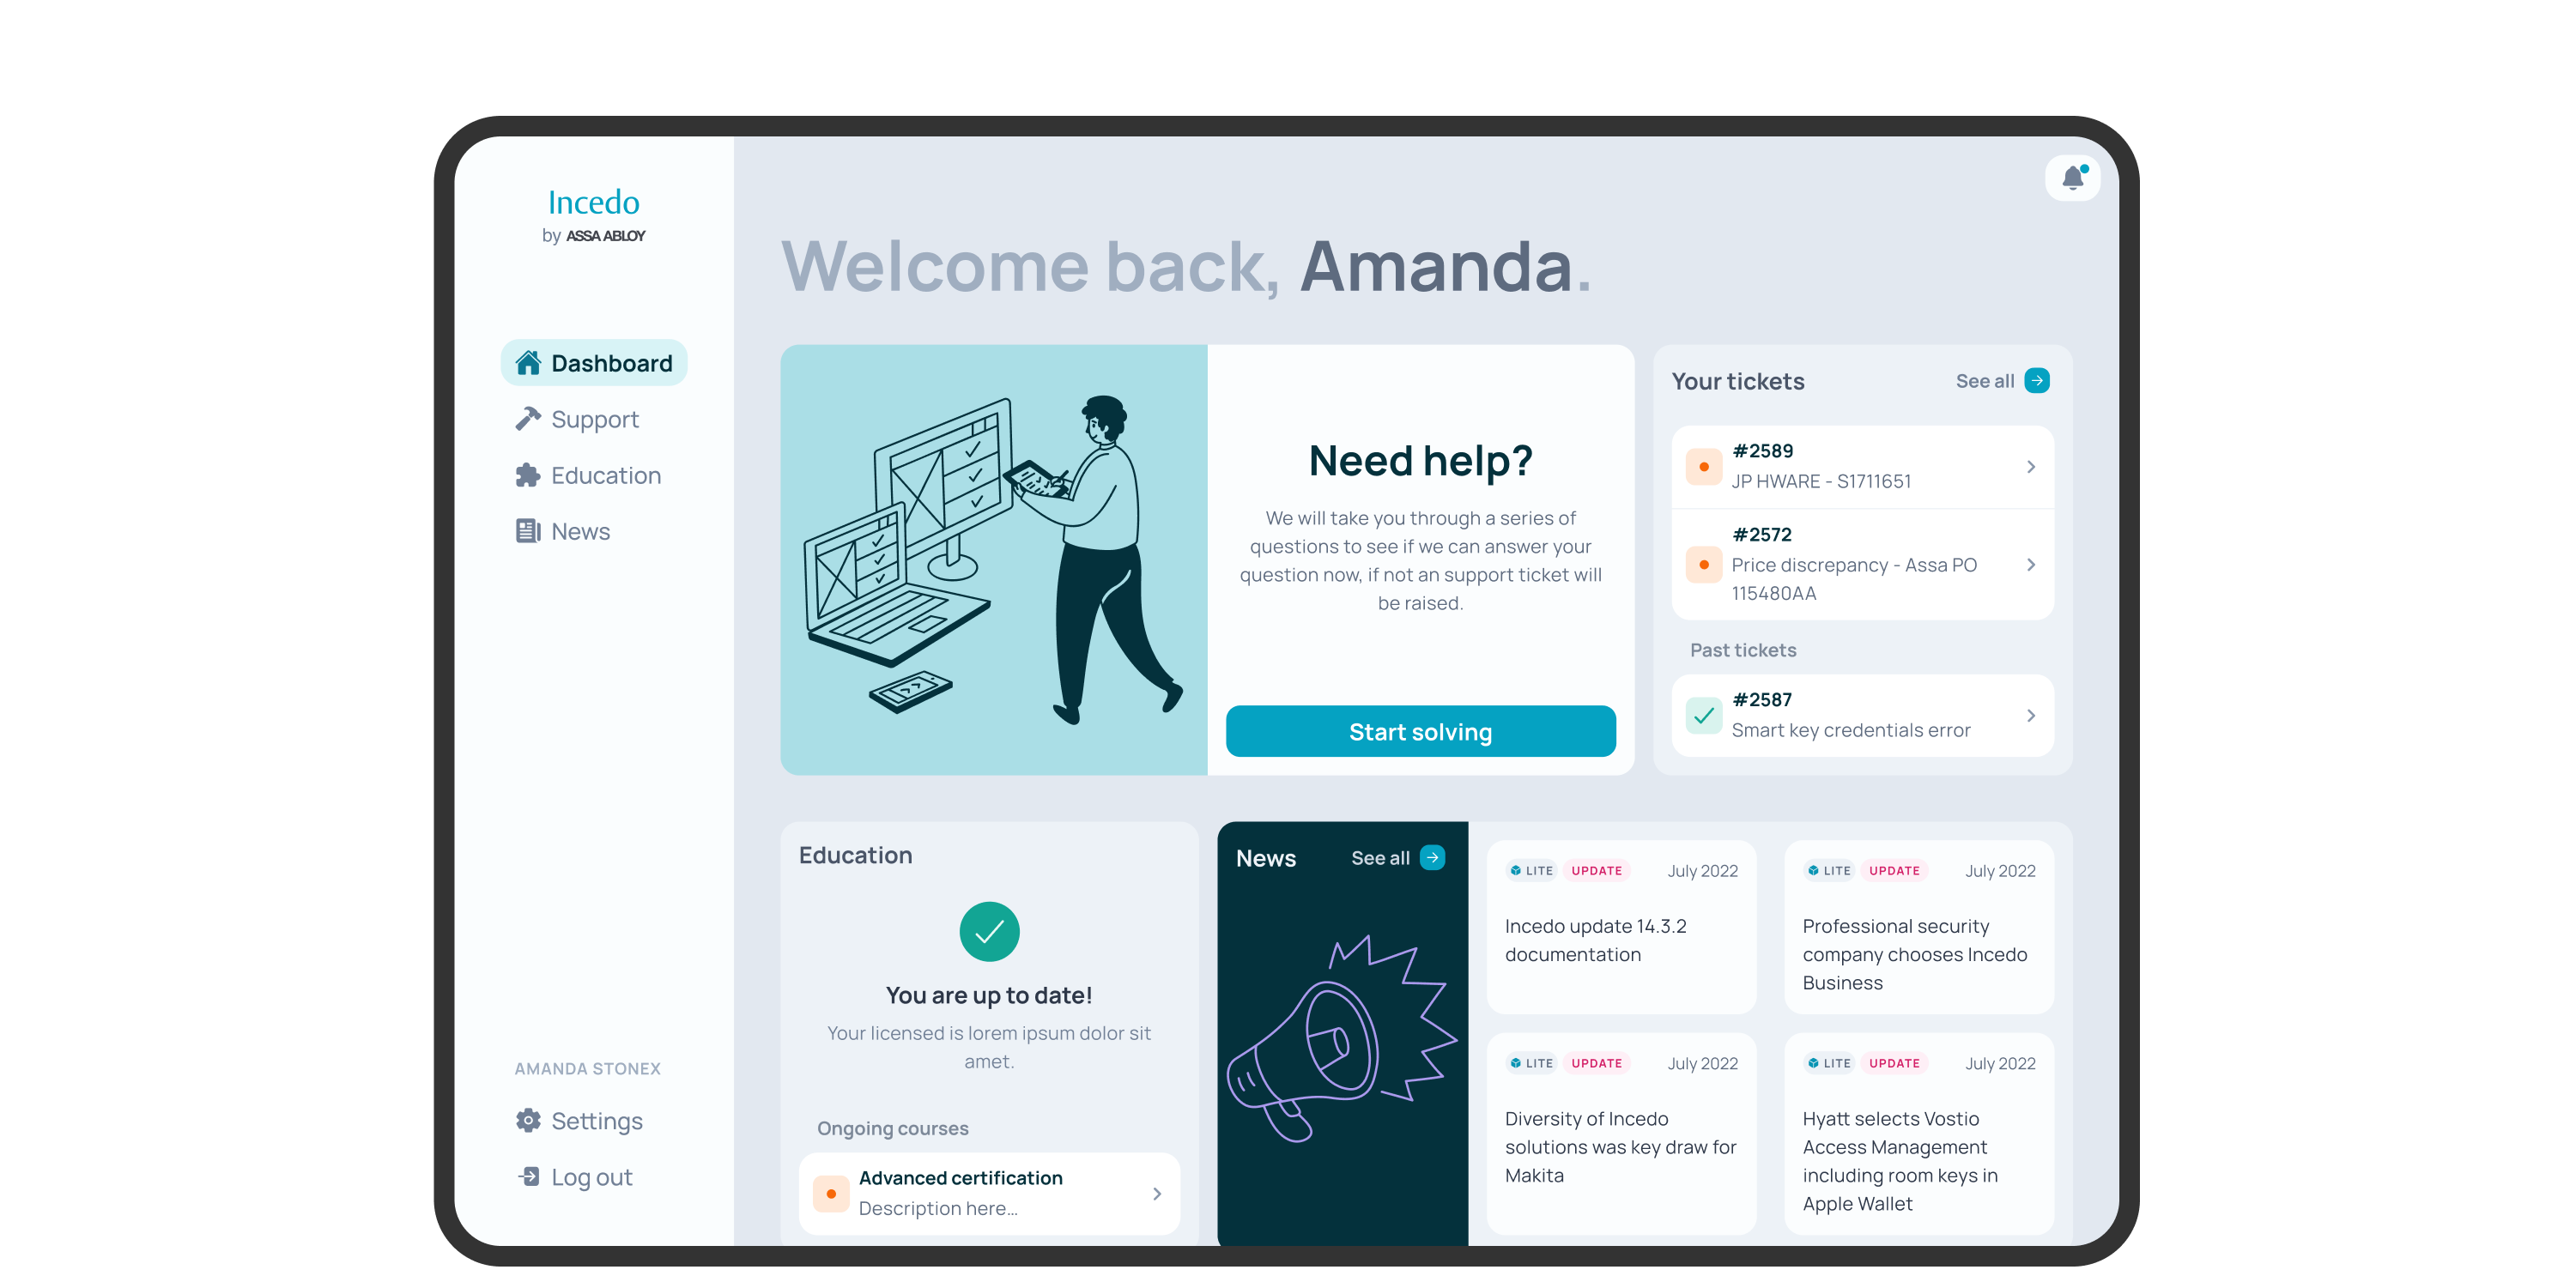 Incedo
by ASSA ABLOY
Dashboard
Support
Education
News
AMANDA STONEX
Settings
Log out
Welcome back, Amanda.
Need help?
We will take you through a series of
questions to see if we can answer your
question now, if not an support ticket will
be raised.
Start solving
Your tickets
See all
#2589
JP HWARE - S1711651
#2572
Price discrepancy - Assa PO
115480AA
Past tickets
#2587
Smart key credentials error
Education
You are up to date!
Your licensed is lorem ipsum dolor sit
amet.
Ongoing courses
Advanced certification
Description here...
News
See all
LITE UPDATE July 2022
Incedo update 14.3.2
documentation
LITE UPDATE July 2022
Professional security
company chooses Incedo
Business
LITE UPDATE July 2022
Diversity of Incedo
solutions was key draw for
Makita
LITE UPDATE July 2022
Hyatt selects Vostio
Access Management
including room keys in
Apple Wallet